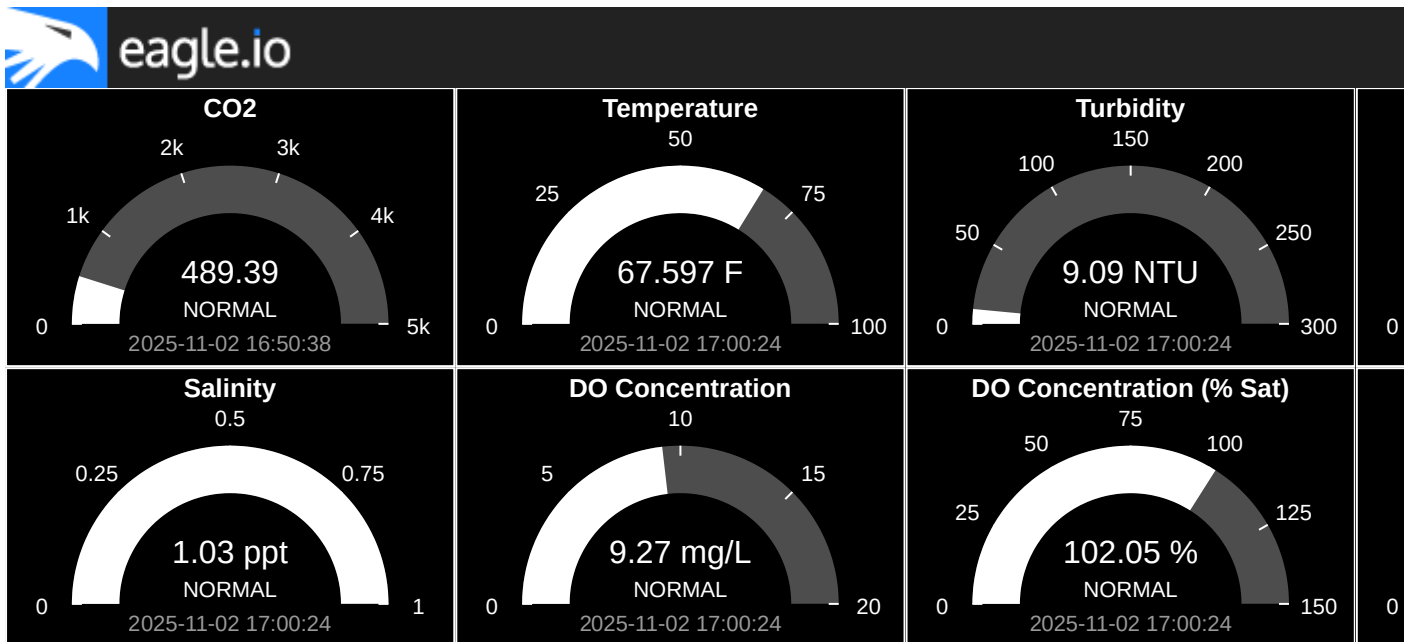 eagle.io
CO2
0
1k
2k
3k
4k
5k
489.39
NORMAL
2025-11-02 16:50:38
Temperature
0
25
50
75
100
67.597 F
NORMAL
2025-11-02 17:00:24
Turbidity
0
50
100
150
200
250
300
9.09 NTU
NORMAL
2025-11-02 17:00:24
0
Salinity
0
0.25
0.5
0.75
1
1.03 ppt
NORMAL
2025-11-02 17:00:24
DO Concentration
0
5
10
15
20
9.27 mg/L
NORMAL
2025-11-02 17:00:24
DO Concentration (% Sat)
0
25
50
75
100
125
150
102.05 %
NORMAL
2025-11-02 17:00:24
0